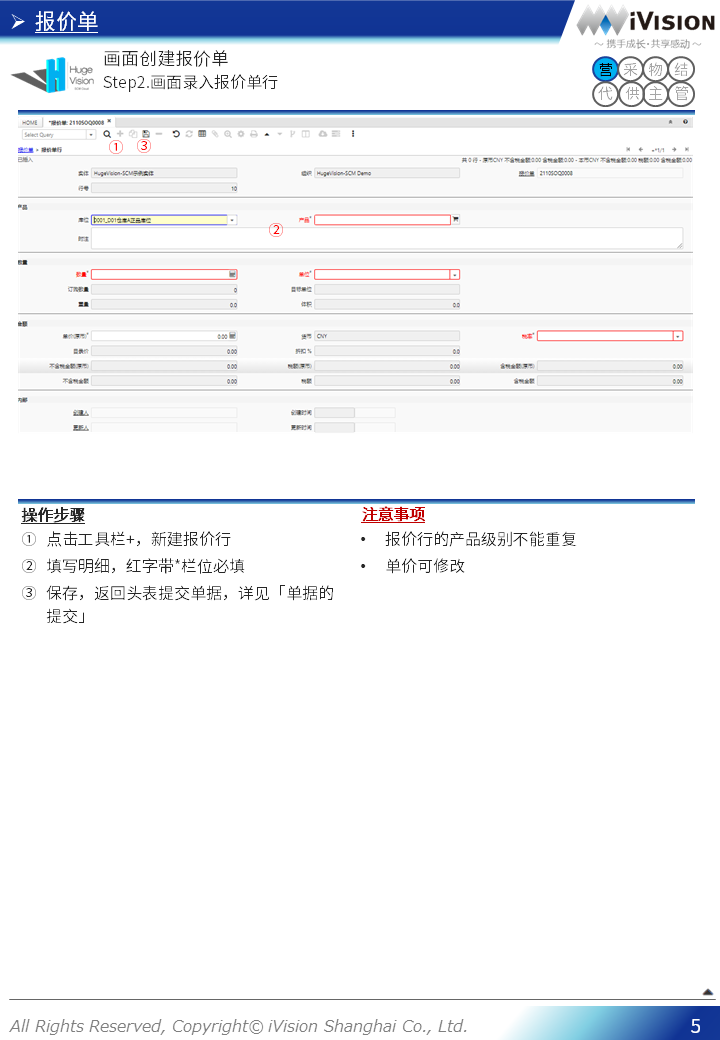 报价单
iVision
～ 携手成长·共享感动 ～
Huge
Vision
画面创建报价单
Step2.画面录入报价单行
营 采 物 结
代 供 主 管
HOME *报价单: 2110SOQ0008 ×
Select Query
① ③
报价单 > 报价单行
*1/1
已插入
共 0 行 - 原币CNY 不含税金额:0.00 含税金额:0.00 - 本币CNY 不含税金额:0.00 税额:0.00 含税金额:0.00
实体 HugeVision-SCM示例实体 组织 HugeVision-SCM Demo 报价单 2110SOQ0008
行号 10
产品
库位 D001_D01仓库A正品库位 产品*
②
附注
数量
数量* 单位*
订购数量 0 目标单位
重量 0.0 体积 0.0
金额
单价(原币)* 0.00 货币 CNY 税率*
目录价 0.00 折扣 % 0.0
不含税金额(原币) 0.00 税额(原币) 0.00 含税金额(原币) 0.00
不含税金额 0.00 税额 0.00 含税金额 0.00
内部
创建人 创建时间
更新人 更新时间
操作步骤
① 点击工具栏+，新建报价行
② 填写明细，红字带*栏位必填
③ 保存，返回头表提交单据，详见「单据的
提交」
注意事项
• 报价行的产品级别不能重复
• 单价可修改
All Rights Reserved, Copyright© iVision Shanghai Co., Ltd.
5